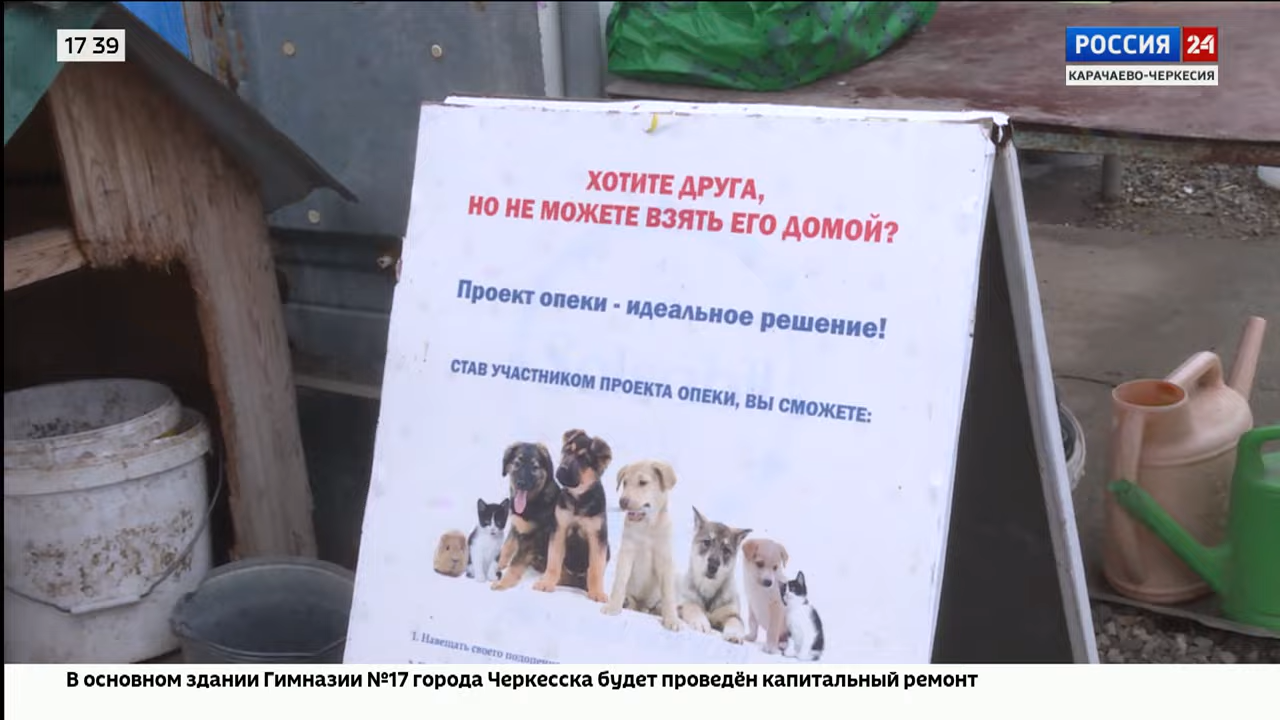 17 39
РОССИЯ 24
КАРАЧАЕВО-ЧЕРКЕСИЯ
ХОТИТЕ ДРУГА,
НО НЕ МОЖЕТЕ ВЗЯТЬ ЕГО ДОМОЙ?
Проект опеки - идеальное решение!
СТАВ УЧАСТНИКОМ ПРОЕКТА ОПЕКИ, ВЫ СМОЖЕТЕ:
1. Навещать своего
В основном здании Гимназии №17 города Черкесска будет проведён капитальный ремонт